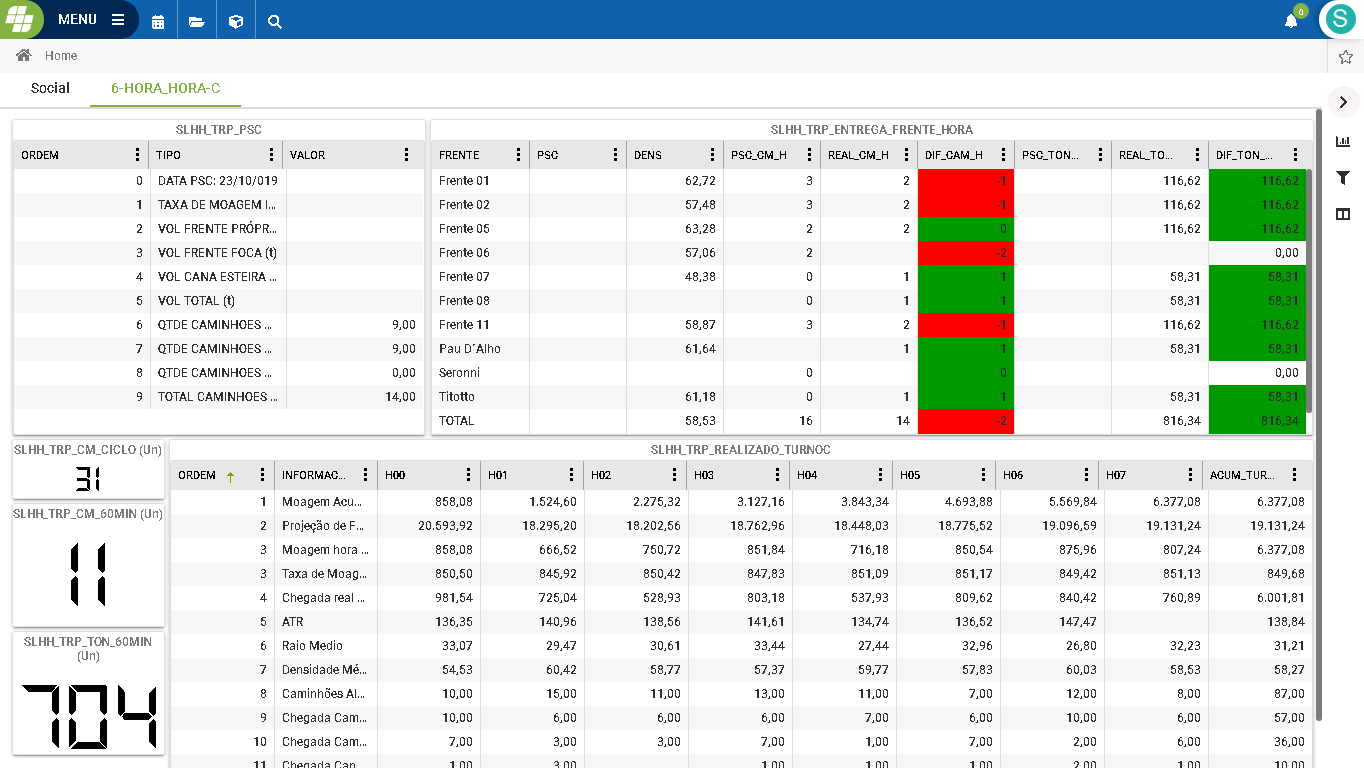 MENU
0
S
Home
Social 6-HORA_HORA-C
SLHH_TRP_PSC
ORDEM TIPO VALOR
0 DATA PSC: 23/10/019
1 TAXA DE MOAGEM I...
2 VOL FRENTE PRÓPR...
3 VOL FRENTE FOCA (t)
4 VOL CANA ESTEIRA ...
5 VOL TOTAL (t)
6 QTDE CAMINHOES ... 9,00
7 QTDE CAMINHOES ... 9,00
8 QTDE CAMINHOES ... 0,00
9 TOTAL CAMINHOES ... 14,00
SLHH_TRP_ENTREGA_FRENTE_HORA
FRENTE PSC DENS PSC_CM_H REAL_CM_H DIF_CAM_H PSC_TON... REAL_TO... DIF_TON_...
Frente 01 62,72 3 2 -1 116,62 116,62
Frente 02 57,48 3 2 -1 116,62 116,62
Frente 05 63,28 2 2 0 116,62 116,62
Frente 06 57,06 2 -2 0,00
Frente 07 48,38 0 1 1 58,31 58,31
Frente 08 0 1 1 58,31 58,31
Frente 11 58,87 3 2 -1 116,62 116,62
Pau D´Alho 61,64 1 1 58,31 58,31
Seronni 0 0 0,00
Titotto 61,18 0 1 1 58,31 58,31
TOTAL 58,53 16 14 -2 816,34 816,34
SLHH_TRP_CM_CICLO (Un)
31
SLHH_TRP_CM_60MIN (Un)
11
SLHH_TRP_TON_60MIN
(Un)
704
SLHH_TRP_REALIZADO_TURNOC
ORDEM INFORMAC... H00 H01 H02 H03 H04 H05 H06 H07 ACUM_TUR...
1 Moagem Acu... 858,08 1.524,60 2.275,32 3.127,16 3.843,34 4.693,88 5.569,84 6.377,08 6.377,08
2 Projeção de F... 20.593,92 18.295,20 18.202,56 18.762,96 18.448,03 18.775,52 19.096,59 19.131,24 19.131,24
3 Moagem hora ... 858,08 666,52 750,72 851,84 716,18 850,54 875,96 807,24 6.377,08
3 Taxa de Moag... 850,50 845,92 850,42 847,83 851,09 851,17 849,42 851,13 849,68
4 Chegada real ... 981,54 725,04 528,93 803,18 537,93 809,62 840,42 760,89 6.001,81
5 ATR 136,35 140,96 138,56 141,61 134,74 136,52 147,47 138,84
6 Raio Medio 33,07 29,47 30,61 33,44 27,44 32,96 26,80 32,23 31,21
7 Densidade Mé... 54,53 60,42 58,77 57,37 59,77 57,83 60,03 58,53 58,27
8 Caminhões Al... 10,00 15,00 11,00 13,00 11,00 7,00 12,00 8,00 87,00
9 Chegada Cam... 10,00 6,00 6,00 6,00 7,00 6,00 10,00 6,00 57,00
10 Chegada Cam... 7,00 3,00 3,00 7,00 1,00 7,00 2,00 6,00 36,00
11 Chegada Can... 1,00 3,00 1,00 1,00 1,00 2,00 1,00 10,00